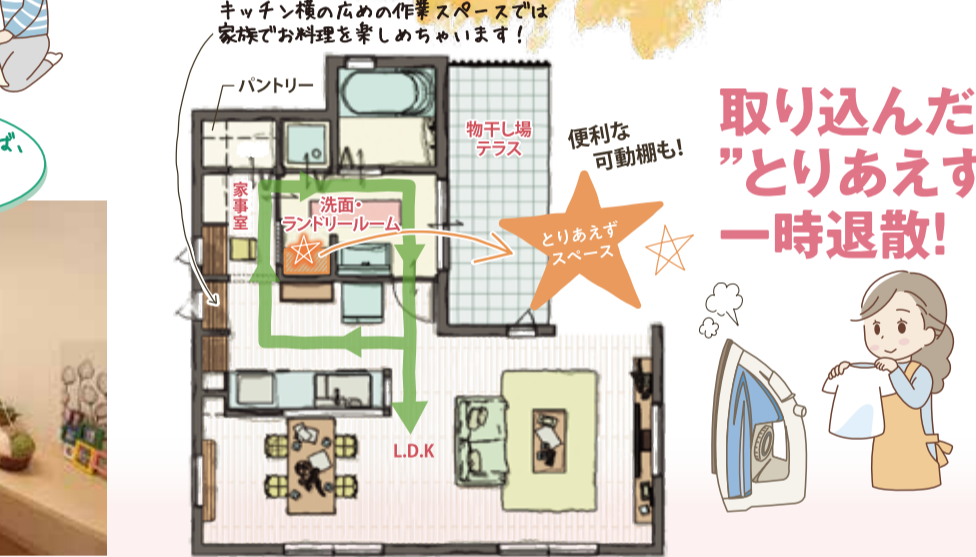 キッチン横の広めの作業スペースでは
家族でお料理を楽しめちゃいます！
パントリー
物干し場
テラス
便利な
可動棚も！
取り込んだ
”とりあえず
一時退散！
ば、
家事室
洗面・
ランドリールーム
とりあえず
スペース
L.D.K